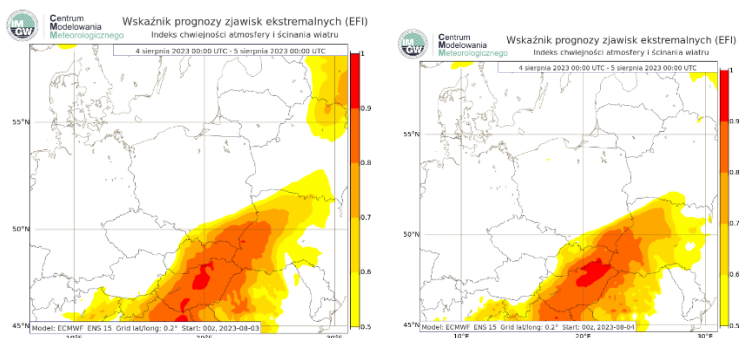 IMGW
Centrum
Modelowania
Meteorologicznego
Wskaźnik prognozy zjawisk ekstremalnych (EFI)
Indeks chwiejności atmosfery i ścinania wiatru
4 sierpnia 2023 00:00 UTC - 5 sierpnia 2023 00:00 UTC
1
0.9
55°N
0.8
0.7
50°N
0.6
45°N
0.5
Model: ECMWF ENS 15 Grid lat/long: 0.2° Start: 00z, 2023-08-03
IMGW
Centrum
Modelowania
Meteorologicznego
Wskaźnik prognozy zjawisk ekstremalnych (EFI)
Indeks chwiejności atmosfery i ścinania wiatru
4 sierpnia 2023 00:00 UTC - 5 sierpnia 2023 00:00 UTC
1
0.9
55°N
0.8
0.7
50°N
0.6
45°N
0.5
Model: ECMWF ENS 15 Grid lat/long: 0.2° Start: 00z, 2023-08-04
10°E 20°E 30°E